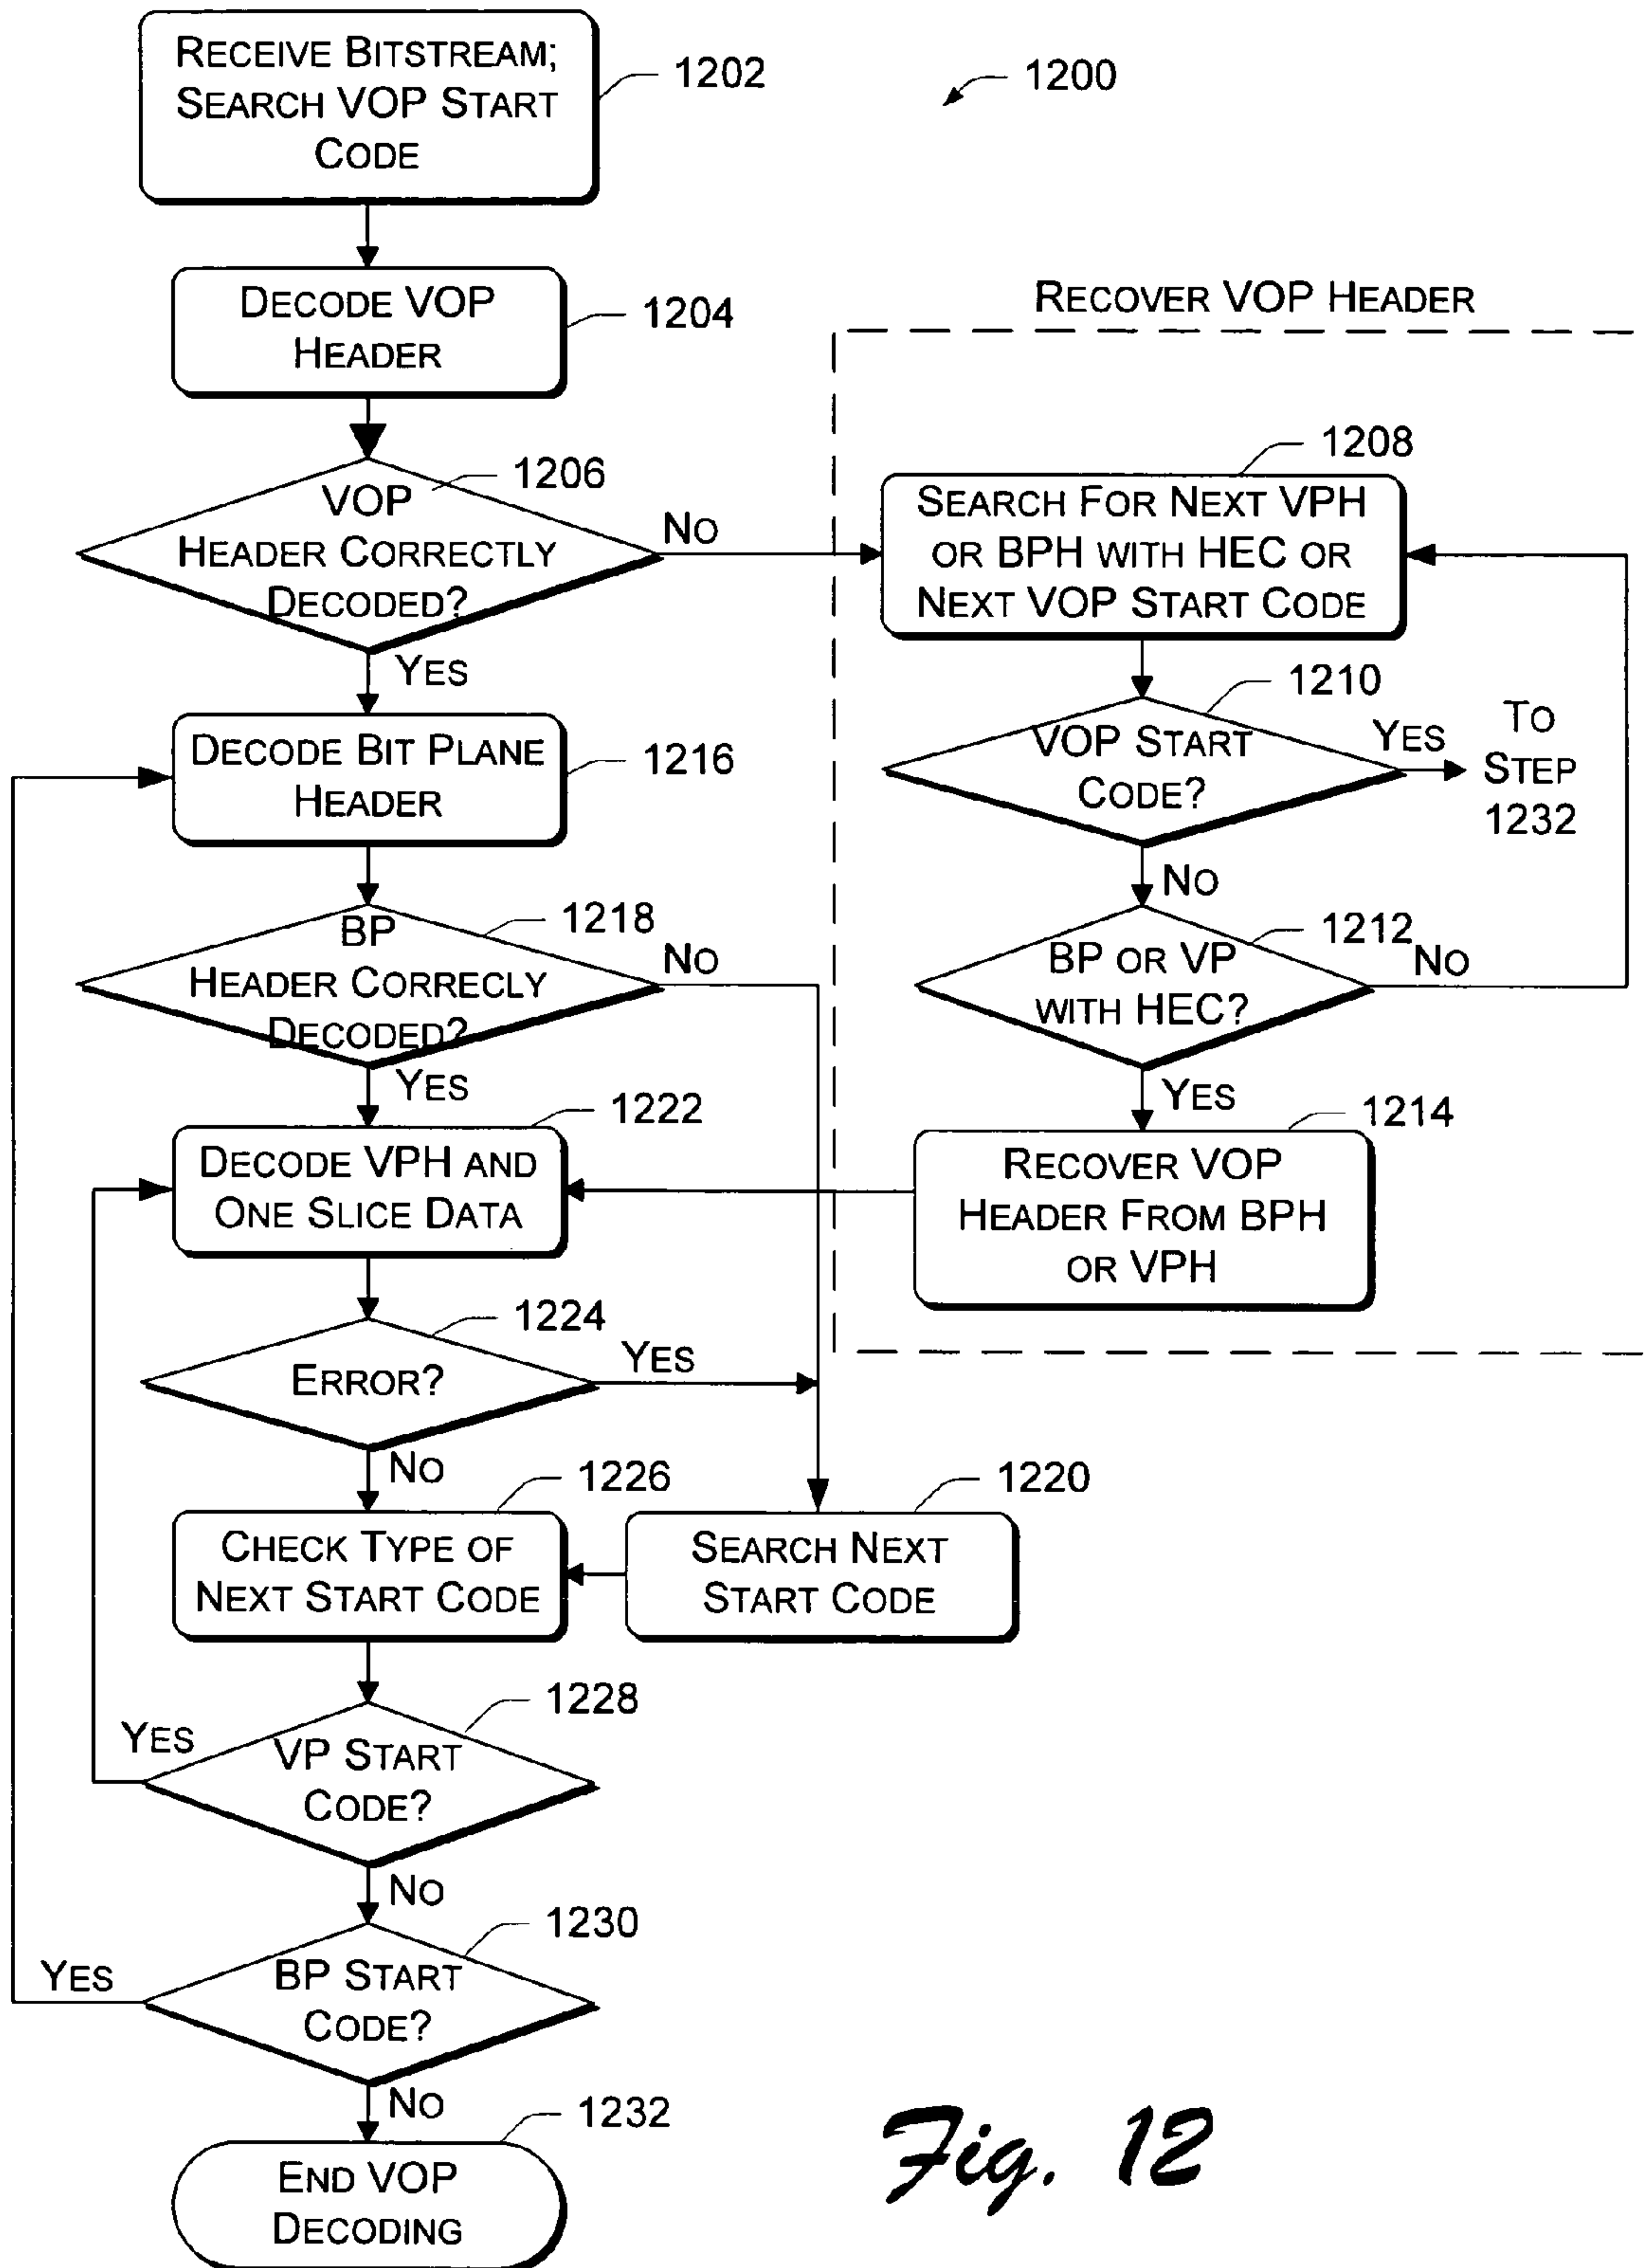 RECEIVE BITSTREAM;
SEARCH VOP START
CODE
1202
1200
DECODE VOP
HEADER
1204
RECOVER VOP HEADER
VOP
HEADER CORRECTLY
DECODED?
1206
NO
YES
1208
SEARCH FOR NEXT VPH
OR BPH WITH HEC OR
NEXT VOP START CODE
1210
VOP START
CODE?
YES
TO
STEP
1232
NO
DECODE BIT PLANE
HEADER
1216
BP
HEADER CORRECLY
DECODED?
1218
NO
YES
BP OR VP
WITH HEC?
1212
NO
YES
1222
DECODE VPH AND
ONE SLICE DATA
1214
RECOVER VOP
HEADER FROM BPH
OR VPH
1224
ERROR?
YES
NO
1226
CHECK TYPE OF
NEXT START CODE
1220
SEARCH NEXT
START CODE
1228
VP START
CODE?
YES
NO
1230
BP START
CODE?
YES
NO
1232
END VOP
DECODING
Fig. 12